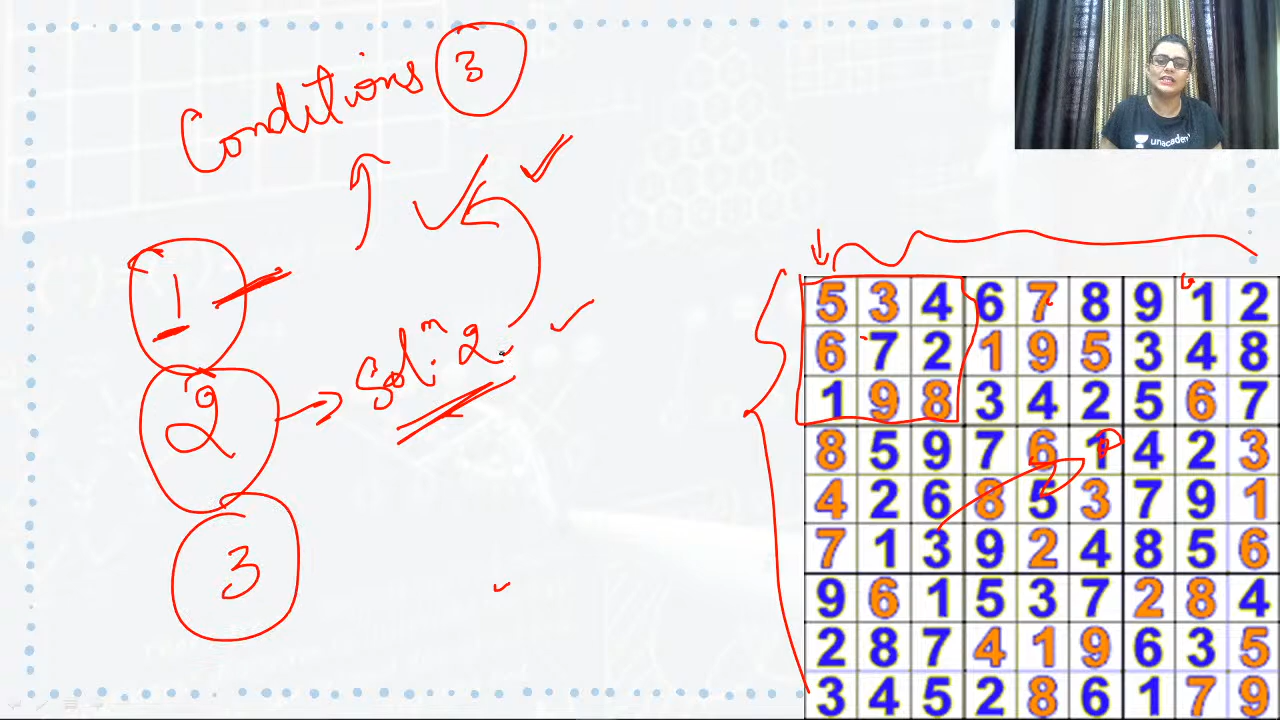 Conditions 3
1
2 → Sol.n 2.
3
unacademy
5 3 4 6 7 8 9 1 2
6 7 2 1 9 5 3 4 8
1 9 8 3 4 2 5 6 7
8 5 9 7 6 1 4 2 3
4 2 6 8 5 3 7 9 1
7 1 3 9 2 4 8 5 6
9 6 1 5 3 7 2 8 4
2 8 7 4 1 9 6 3 5
3 4 5 2 8 6 1 7 9